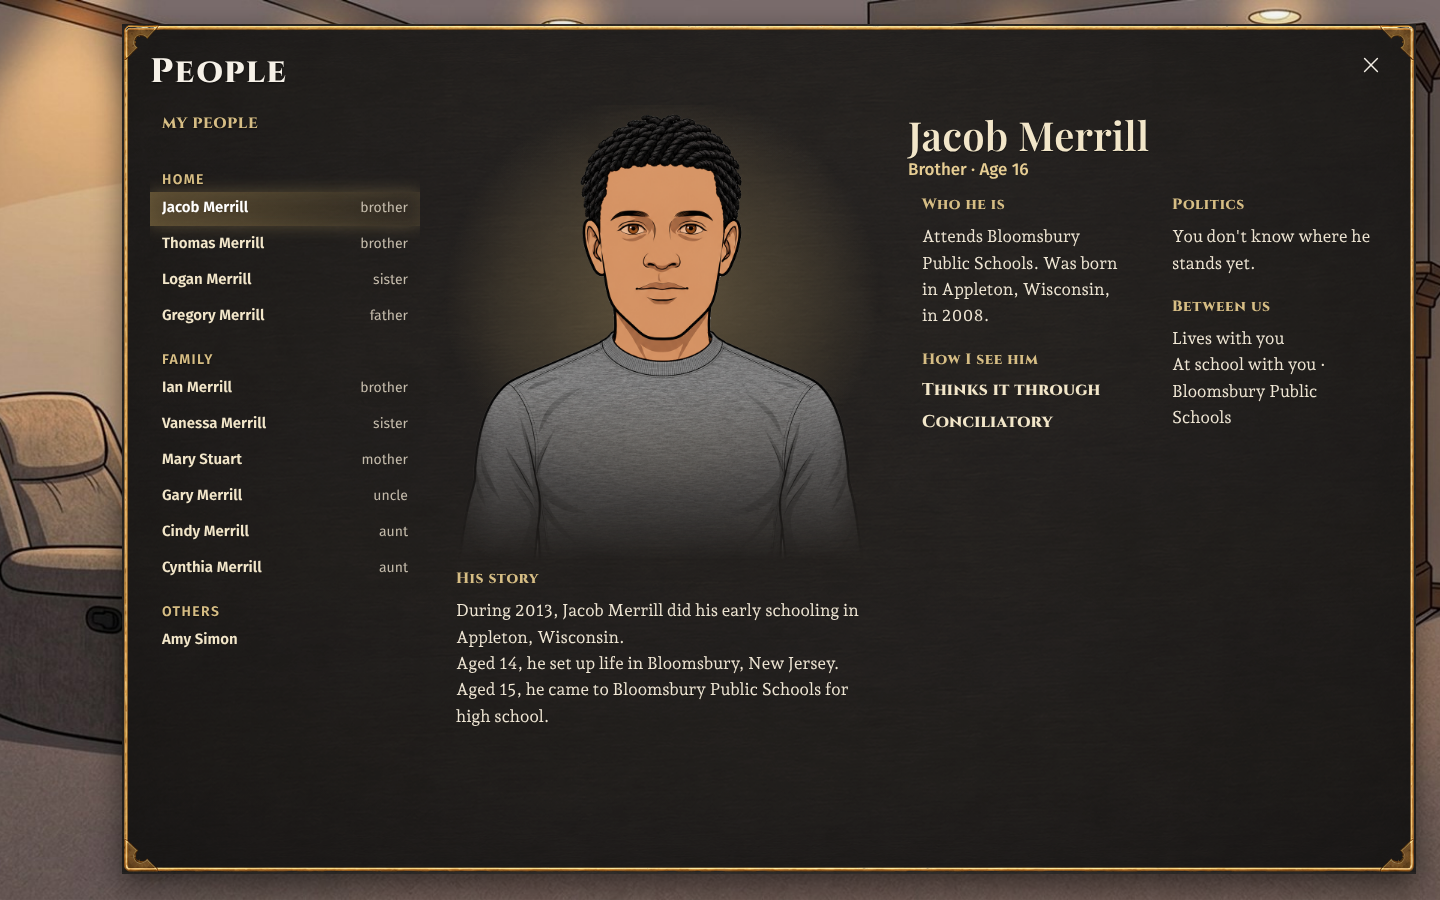 People
MY PEOPLE
HOME
Jacob Merrill brother
Thomas Merrill brother
Logan Merrill sister
Gregory Merrill father
FAMILY
Ian Merrill brother
Vanessa Merrill sister
Mary Stuart mother
Gary Merrill uncle
Cindy Merrill aunt
Cynthia Merrill aunt
OTHERS
Amy Simon
His story
During 2013, Jacob Merrill did his early schooling in
Appleton, Wisconsin.
Aged 14, he set up life in Bloomsbury, New Jersey.
Aged 15, he came to Bloomsbury Public Schools for
high school.
Jacob Merrill
Brother · Age 16
Who he is
Attends Bloomsbury
Public Schools. Was born
in Appleton, Wisconsin,
in 2008.
How I see him
Thinks it through
Conciliatory
Politics
You don't know where he
stands yet.
Between us
Lives with you
At school with you ·
Bloomsbury Public
Schools